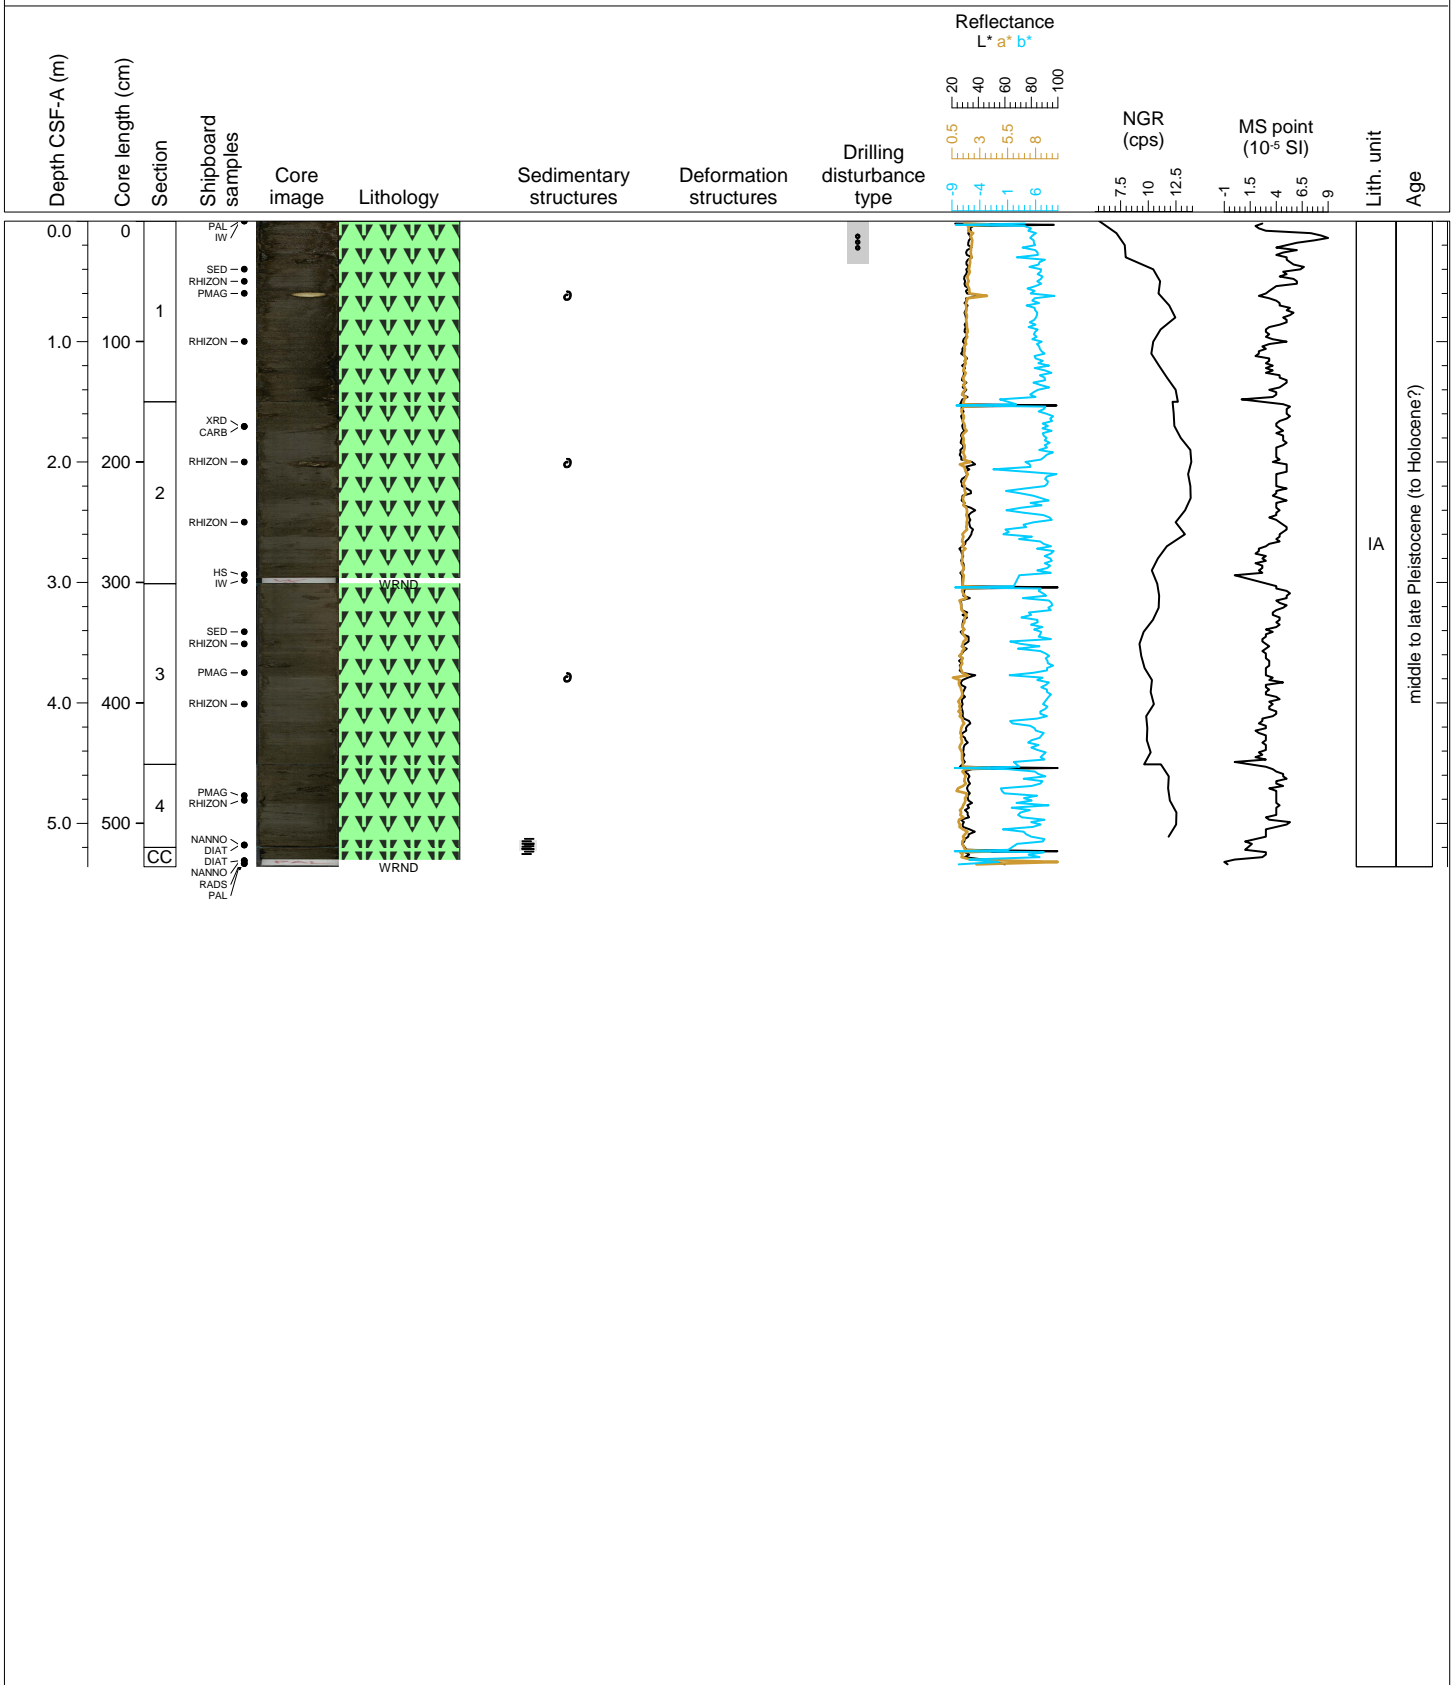 Depth CSF-A (m)
Core length (cm)
Section
Shipboard
samples
Core
image
Lithology
Sedimentary
structures
Deformation
structures
Drilling
disturbance
type
Reflectance
L* a* b*
20 40 60 80 100
0.5 3 5.5 8
-9 -4 1 6
NGR
(cps)
7.5 10 12.5
MS point
(10-5 SI)
-1 1.5 4 6.5 9
Lith. unit
Age
0.0 0
PAL
IW
SED
RHIZON
PMAG
1
1.0 100
RHIZON
XRD
CARB
2.0 200
RHIZON
2
RHIZON
HS
IW
3.0 300
WRND
SED
RHIZON
3
PMAG
4.0 400
RHIZON
PMAG
RHIZON
4
5.0 500
NANNO
DIAT
CC
DIAT
NANNO
RADS
PAL
WRND
IA
middle to late Pleistocene (to Holocene?)